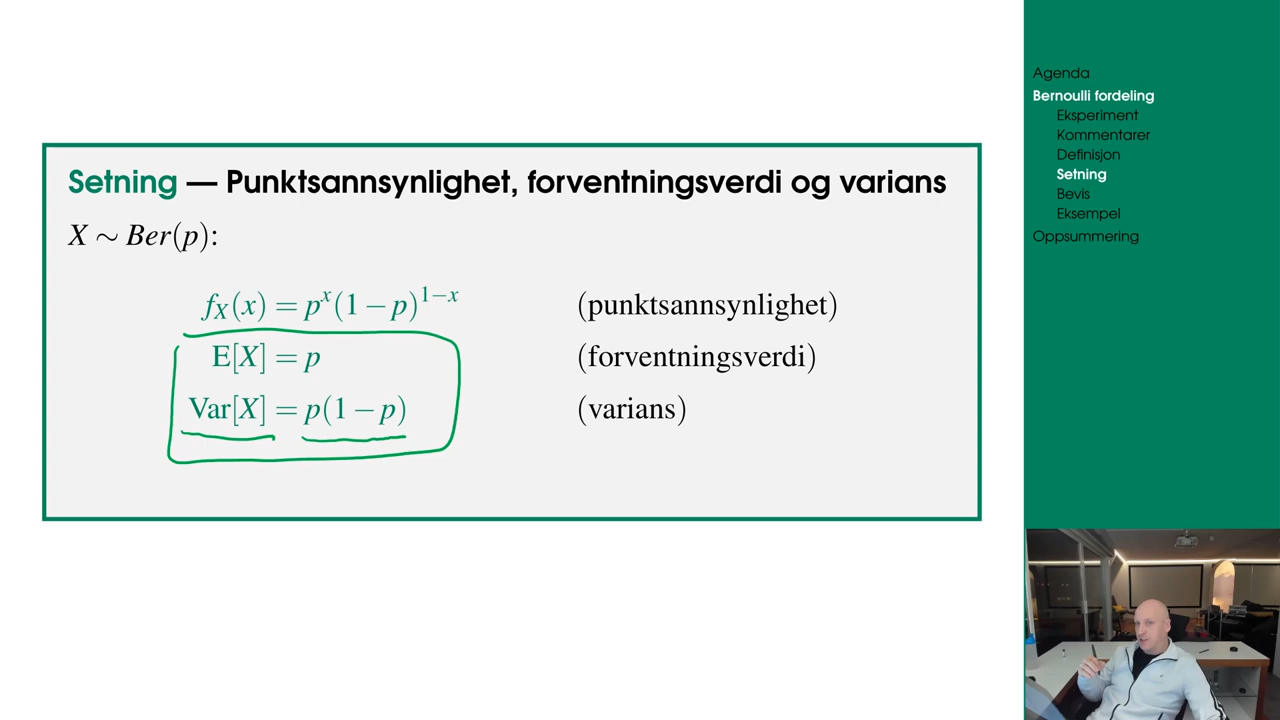 Setning — Punktsannsynlighet, forventningsverdi og varians
X ∼ Ber(p):
f_X(x) = p^x(1 − p)^{1−x} (punktsannsynlighet)
E[X] = p (forventningsverdi)
Var[X] = p(1 − p) (varians)
Agenda
Bernoulli fordeling
Eksperiment
Kommentarer
Definisjon
Setning
Bevis
Eksempel
Oppsummering